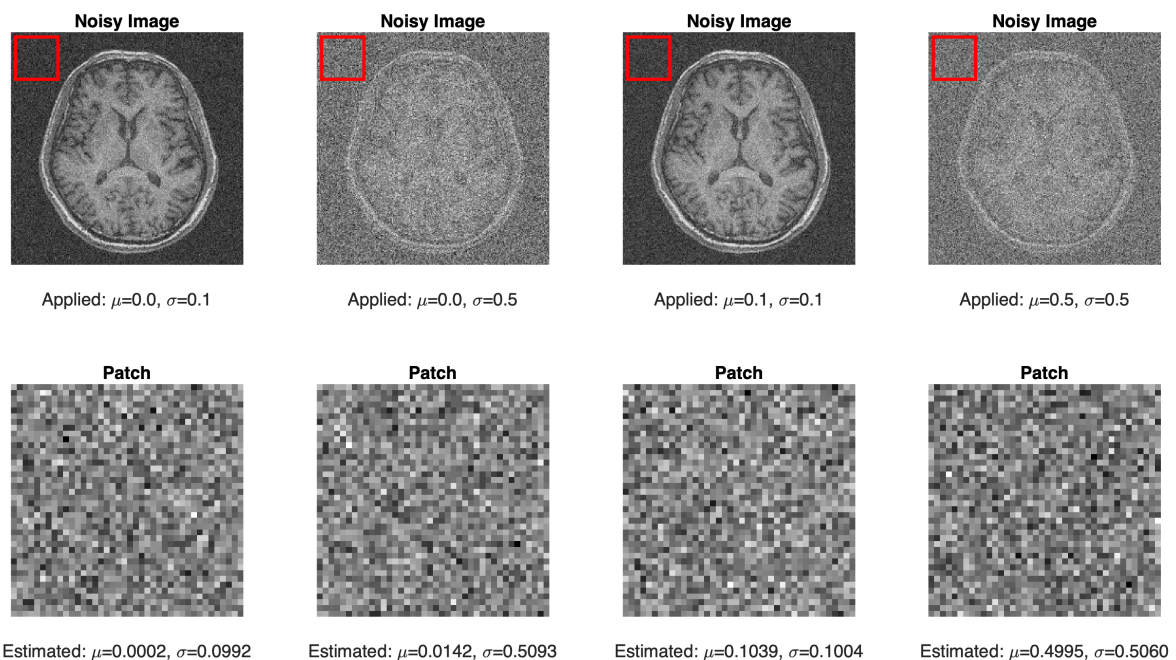 Noisy Image
Noisy Image
Noisy Image
Noisy Image
Applied: μ=0.0, σ=0.1
Applied: μ=0.0, σ=0.5
Applied: μ=0.1, σ=0.1
Applied: μ=0.5, σ=0.5
Patch
Patch
Patch
Patch
Estimated: μ=0.0002, σ=0.0992
Estimated: μ=0.0142, σ=0.5093
Estimated: μ=0.1039, σ=0.1004
Estimated: μ=0.4995, σ=0.5060